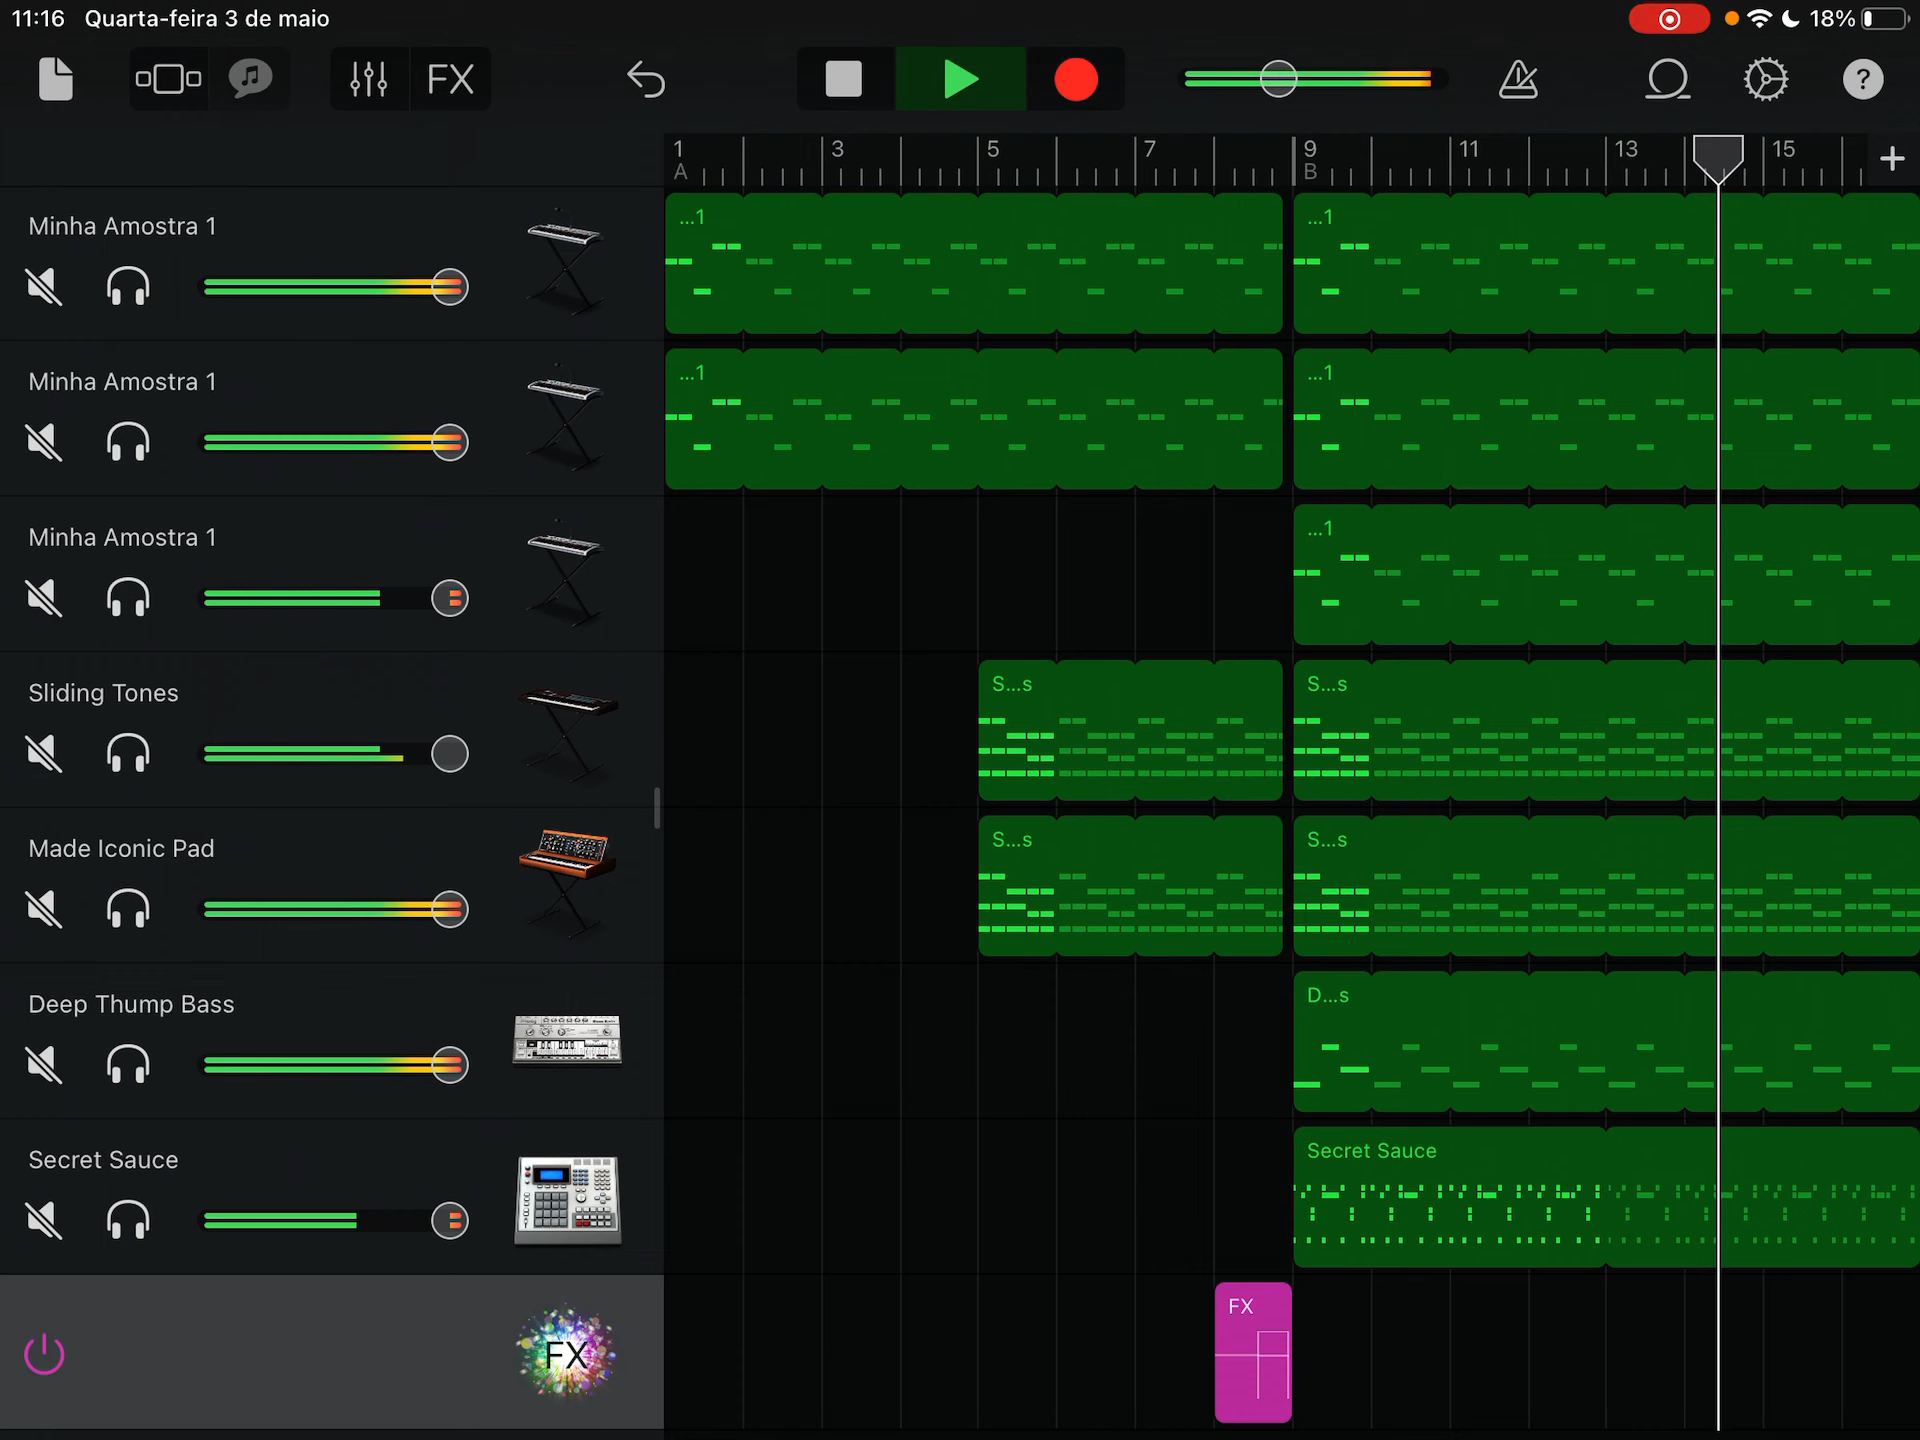 11:16 Quarta-feira 3 de maio 18%
FX
?
1 3 5 7 9 11 13 15 +
A B
Minha Amostra 1
...1 ...1
Minha Amostra 1
...1 ...1
Minha Amostra 1
...1
Sliding Tones
S...s S...s
Made Iconic Pad
S...s S...s
Deep Thump Bass
D...s
Secret Sauce
Secret Sauce
FX
FX